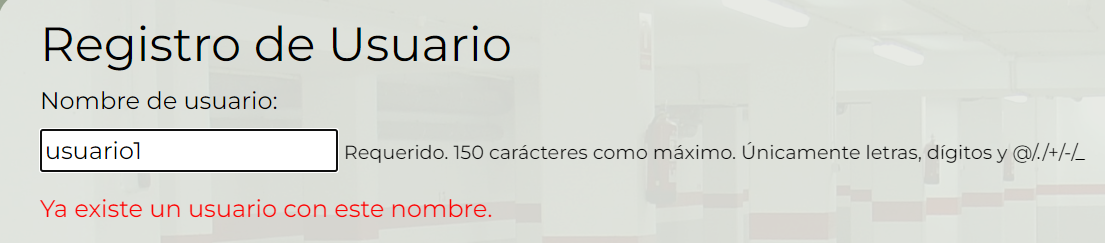 Registro de Usuario
Nombre de usuario:
usuario1 Requerido. 150 carácteres como máximo. Únicamente letras, dígitos y @/./+/-/_
Ya existe un usuario con este nombre.